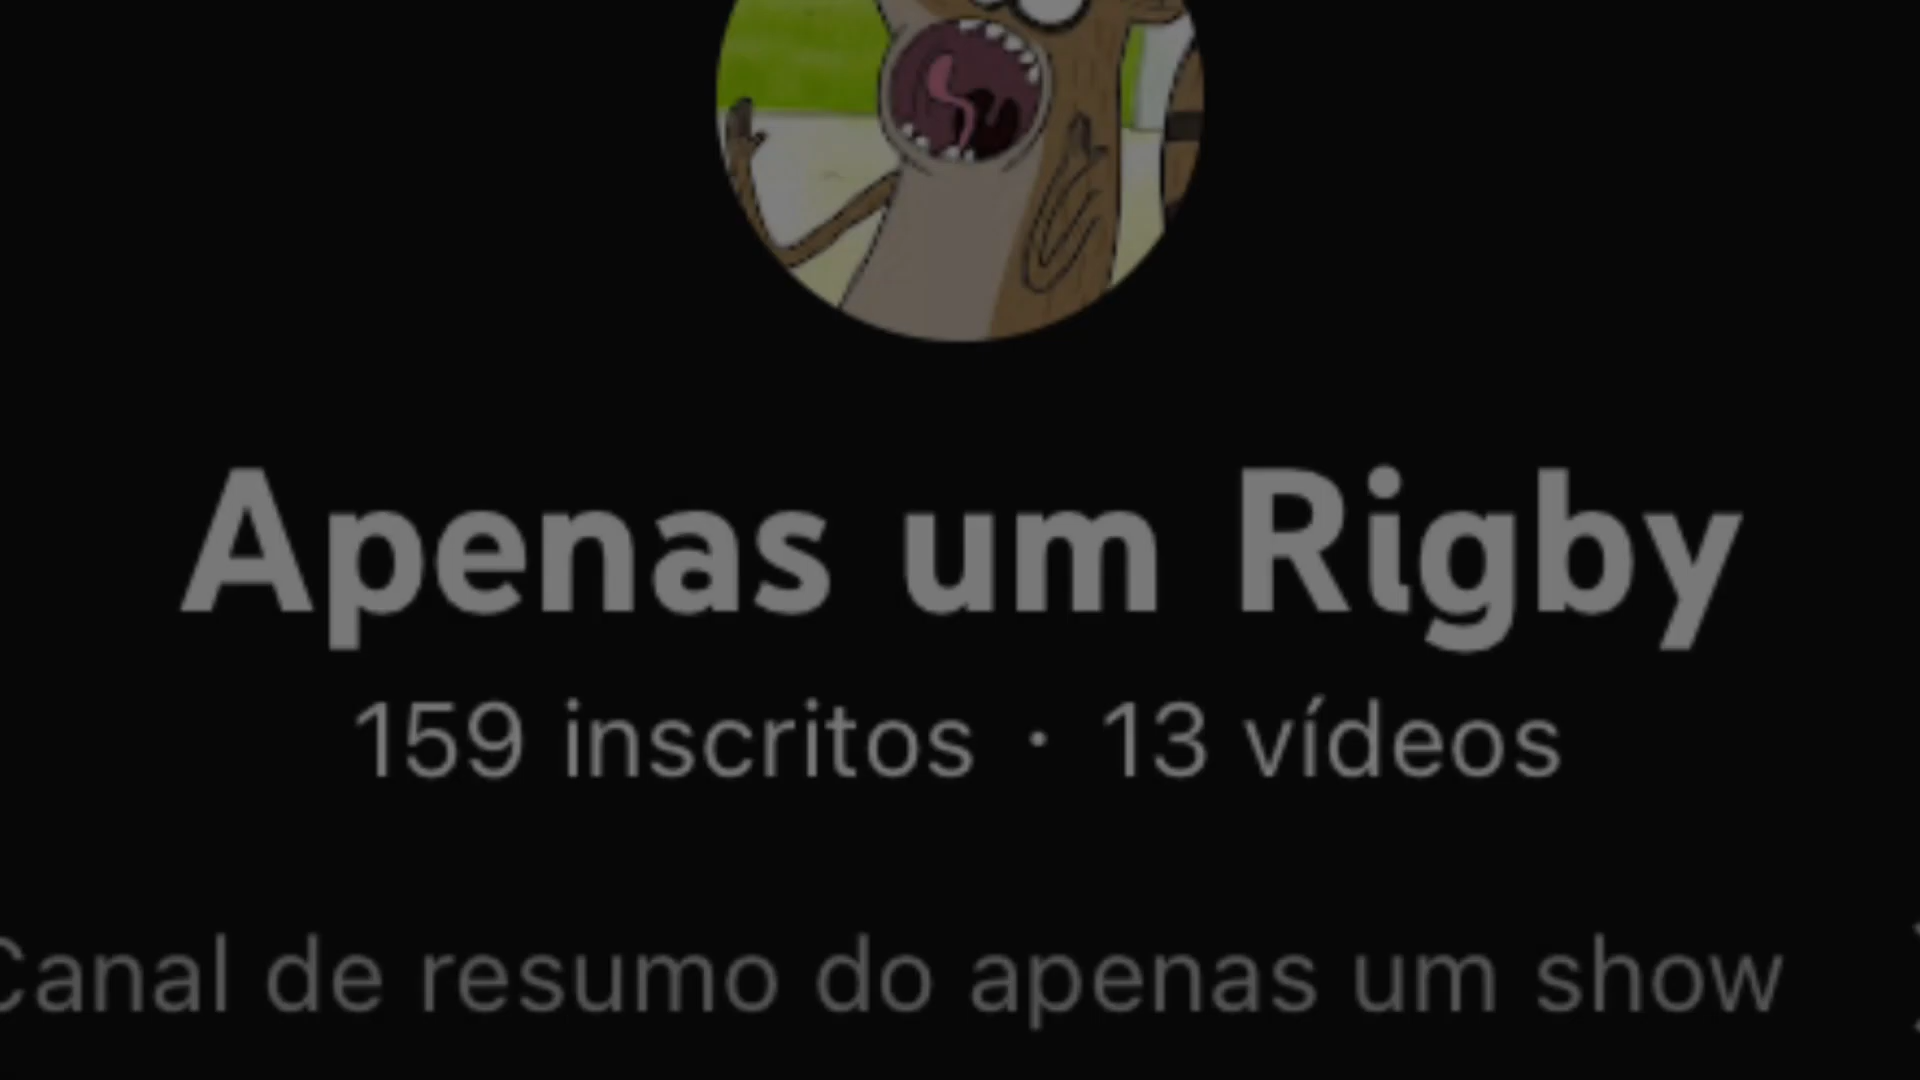 Apenas um Rigby
159 inscritos · 13 vídeos
Canal de resumo do apenas um show